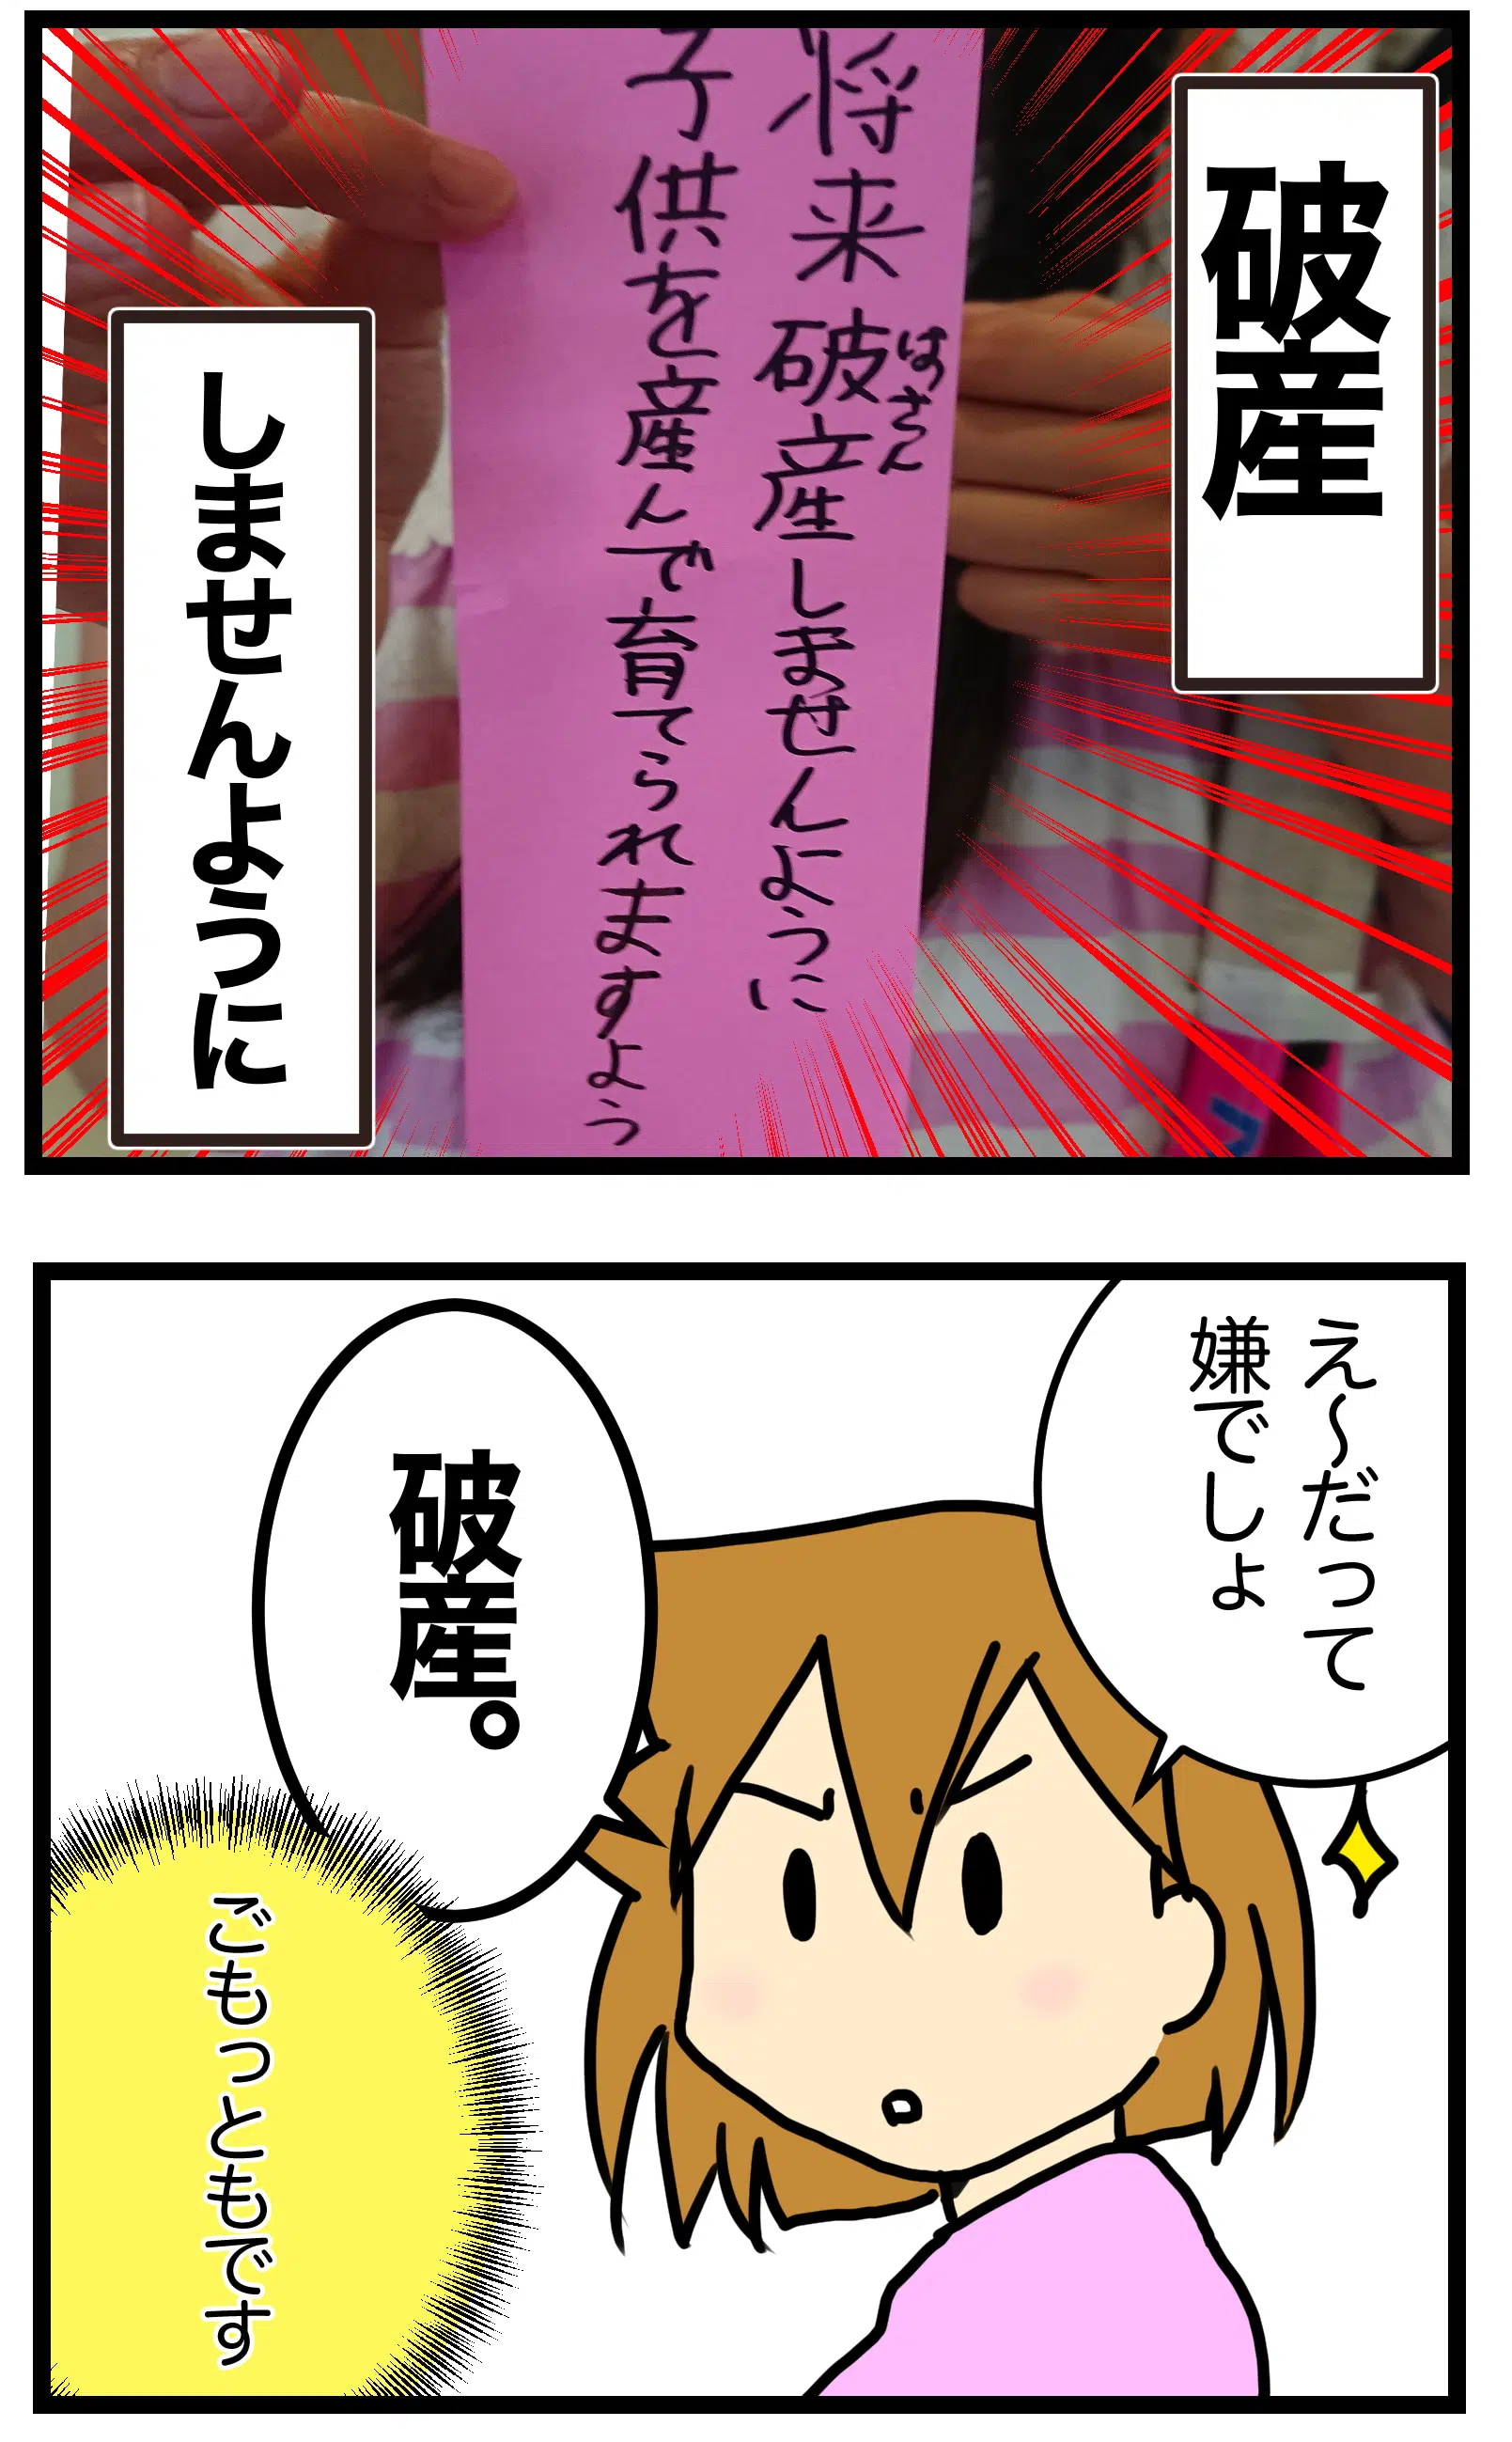 破産
将来破産しませんように
はさん
子供を産んで育てられますよう
しませんように
え〜だって
嫌でしょ
破産。
ごもっともです